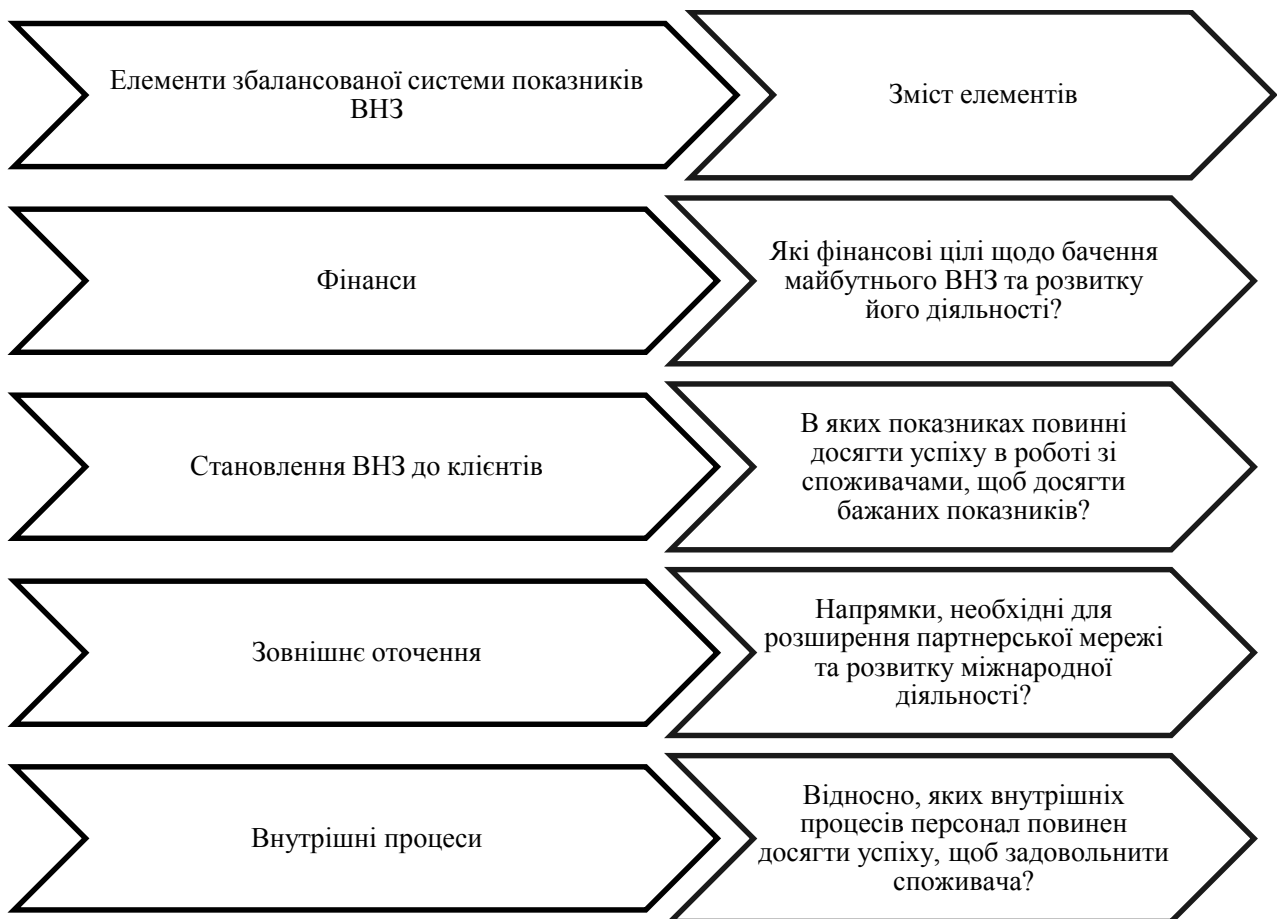 Елементи збалансованої системи показників
ВНЗ
Зміст елементів
Фінанси
Які фінансові цілі щодо бачення
майбутнього ВНЗ та розвитку
його діяльності?
Становлення ВНЗ до клієнтів
В яких показниках повинні
досягти успіху в роботі зі
споживачами, щоб досягти
бажаних показників?
Зовнішнє оточення
Напрямки, необхідні для
розширення партнерської мережі
та розвитку міжнародної
діяльності?
Внутрішні процеси
Відносно, яких внутрішніх
процесів персонал повинен
досягти успіху, щоб задовольнити
споживача?